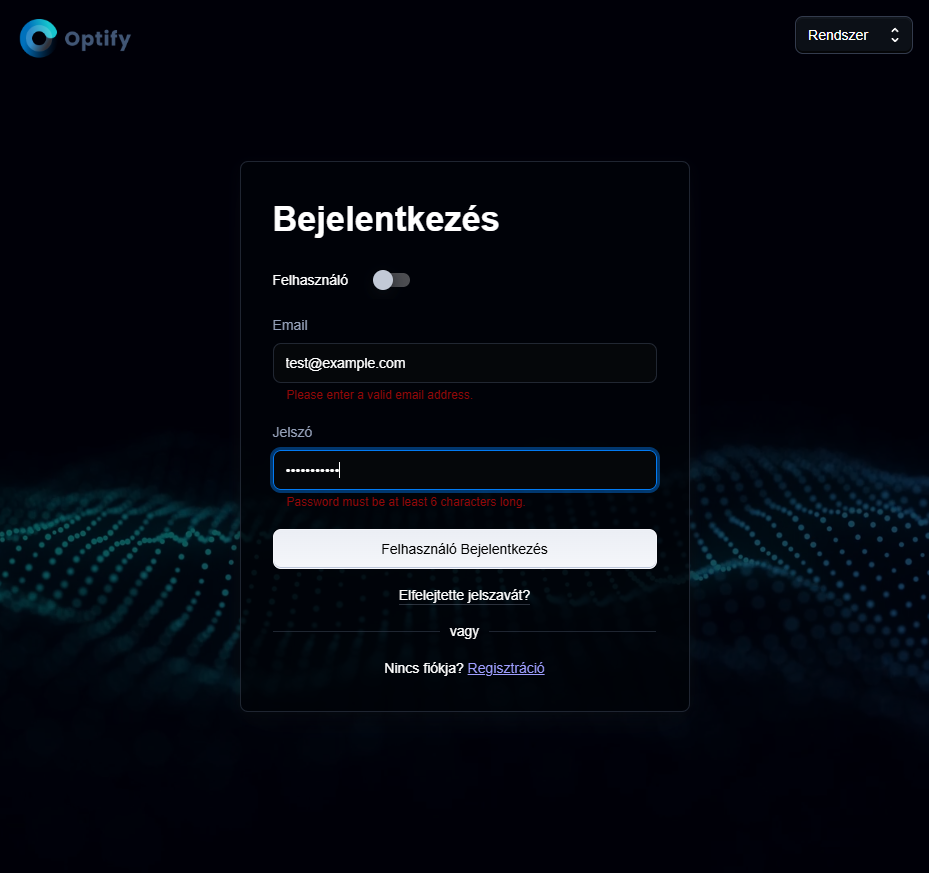 Optify
Rendszer
Bejelentkezés
Felhasználó
Email
test@example.com
Please enter a valid email address.
Jelszó
•••••••••••
Password must be at least 6 characters long.
Felhasználó Bejelentkezés
Elfelejtette jelszavát?
vagy
Nincs fiókja? Regisztráció